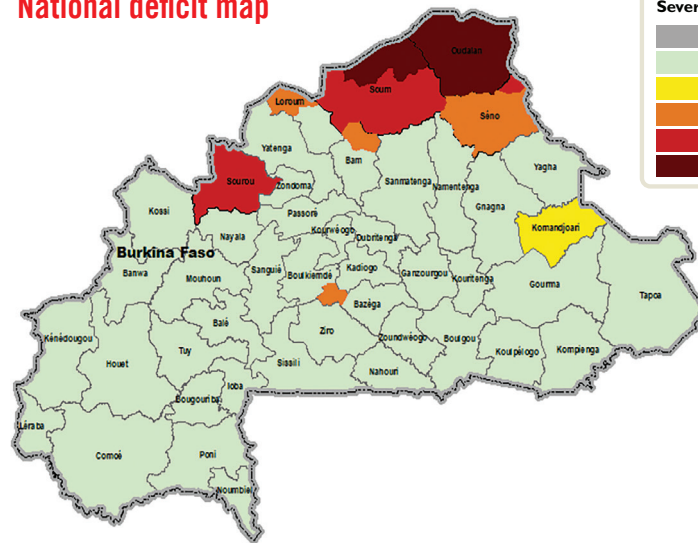 National deficit map
Sever
Oudalan
Soum
Loroum
Séno
Yatenga
Bam
Yagha
Sourou
Zondoma
Sanmatenga
Namentenga
Gnagna
Kossi
Passoré
Komandjoari
Nayala
Kourwéogo
Oubritenga
Burkina Faso
Banwa
Mouhoun
Sanguié
Boulkiemdé
Kadiogo
Ganzourgou
Kouritenga
Gourma
Tapoa
Bazèga
Balé
Ziro
Kénédougou
Zoundwéogo
Boulgou
Tuy
Koulpélogo
Kompienga
Houet
Sissili
Nahouri
Ioba
Bougouriba
Léraba
Comoé
Poni
Noumbiel